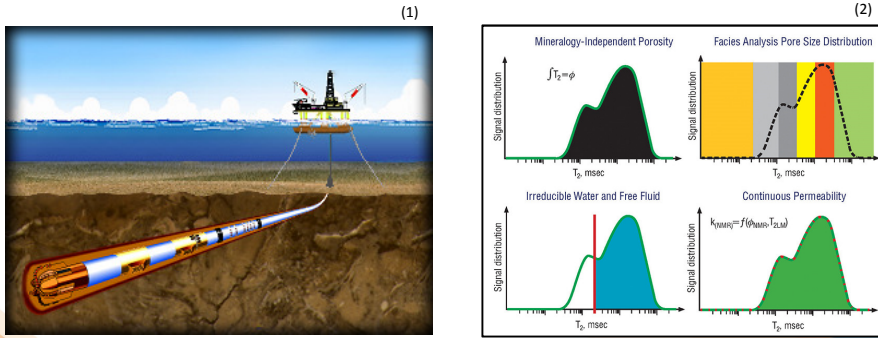 (1)
(2)
Mineralogy-Independent Porosity
∫T₂=ϕ
Signal distribution
T₂, msec
Facies Analysis Pore Size Distribution
Signal distribution
T₂, msec
Irreducible Water and Free Fluid
Signal distribution
T₂, msec
Continuous Permeability
k(NMR)=f(ϕNMR,T2LM)
Signal distribution
T₂, msec